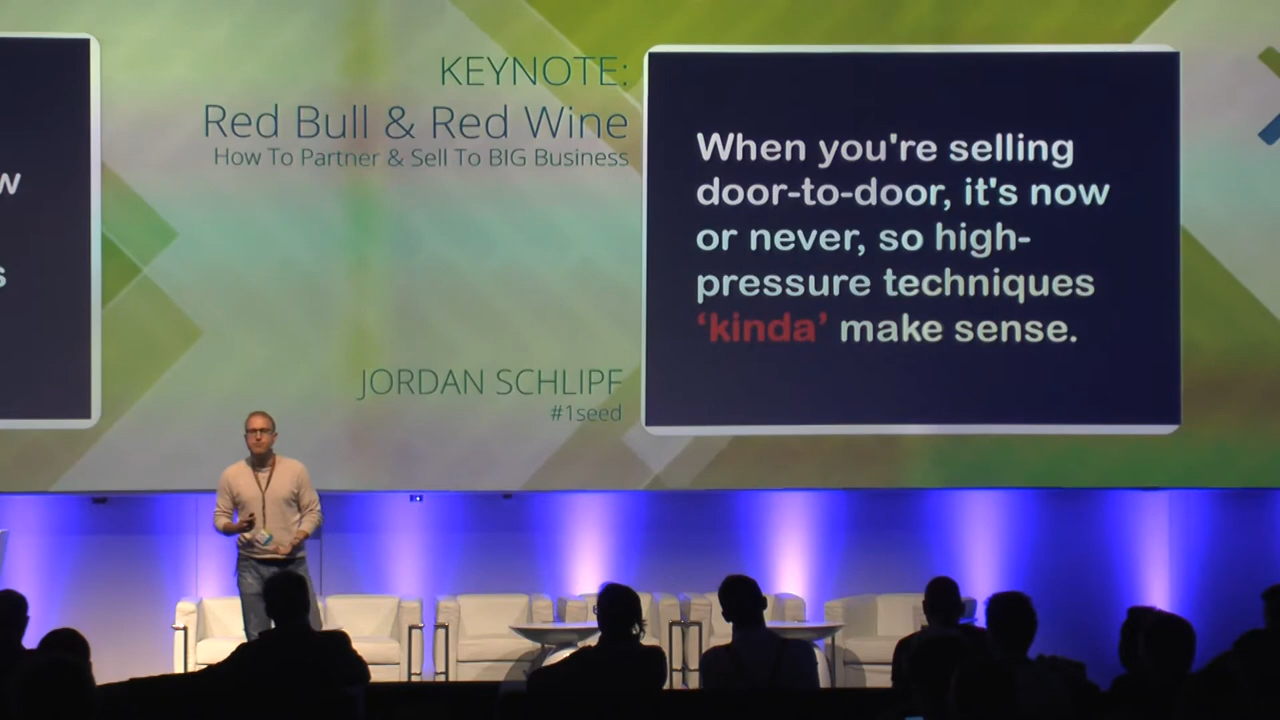 KEYNOTE:
Red Bull & Red Wine
How To Partner & Sell To BIG Business
JORDAN SCHLIPF
#1seed
When you're selling
door-to-door, it's now
or never, so high-
pressure techniques
‘kinda’ make sense.